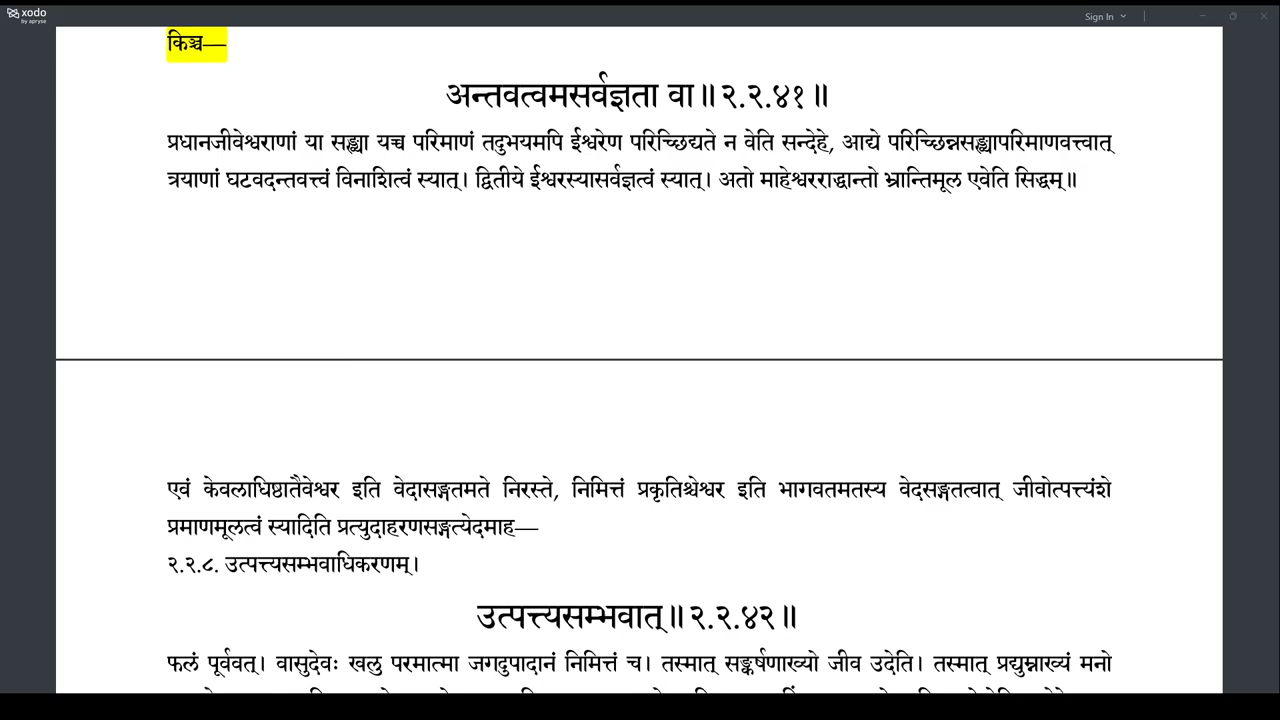 xodo
by apryse
Sign In
किञ्च—
अन्तवत्वमसर्वज्ञता वा॥२.२.४१॥
प्रधानजीवेश्वराणां या सङ्ख्या यच्च परिमाणं तदुभयमपि ईश्वरेण परिच्छिद्यते न वेति सन्देहे, आद्ये परिच्छिन्नसङ्ख्यापरिमाणवत्त्वात्
त्रयाणां घटवदन्तवत्त्वं विनाशित्वं स्यात्। द्वितीये ईश्वरस्यासर्वज्ञत्वं स्यात्। अतो माहेश्वरराद्धान्तो भ्रान्तिमूल एवेति सिद्धम्॥
एवं केवलाधिष्ठातैवेश्वर इति वेदासङ्गतमते निरस्ते, निमित्तं प्रकृतिश्चेश्वर इति भागवतमतस्य वेदसङ्गतत्वात् जीवोत्पत्त्यंशे
प्रमाणमूलत्वं स्यादिति प्रत्युदाहरणसङ्गत्येदमाह—
२.२.८. उत्पत्त्यसम्भवाधिकरणम्।
उत्पत्त्यसम्भवात्॥२.२.४२॥
फलं पूर्ववत्। वासुदेवः खलु परमात्मा जगदुपादानं निमित्तं च। तस्मात् सङ्कर्षणाख्यो जीव उदेति। तस्मात् प्रद्युम्नाख्यं मनो